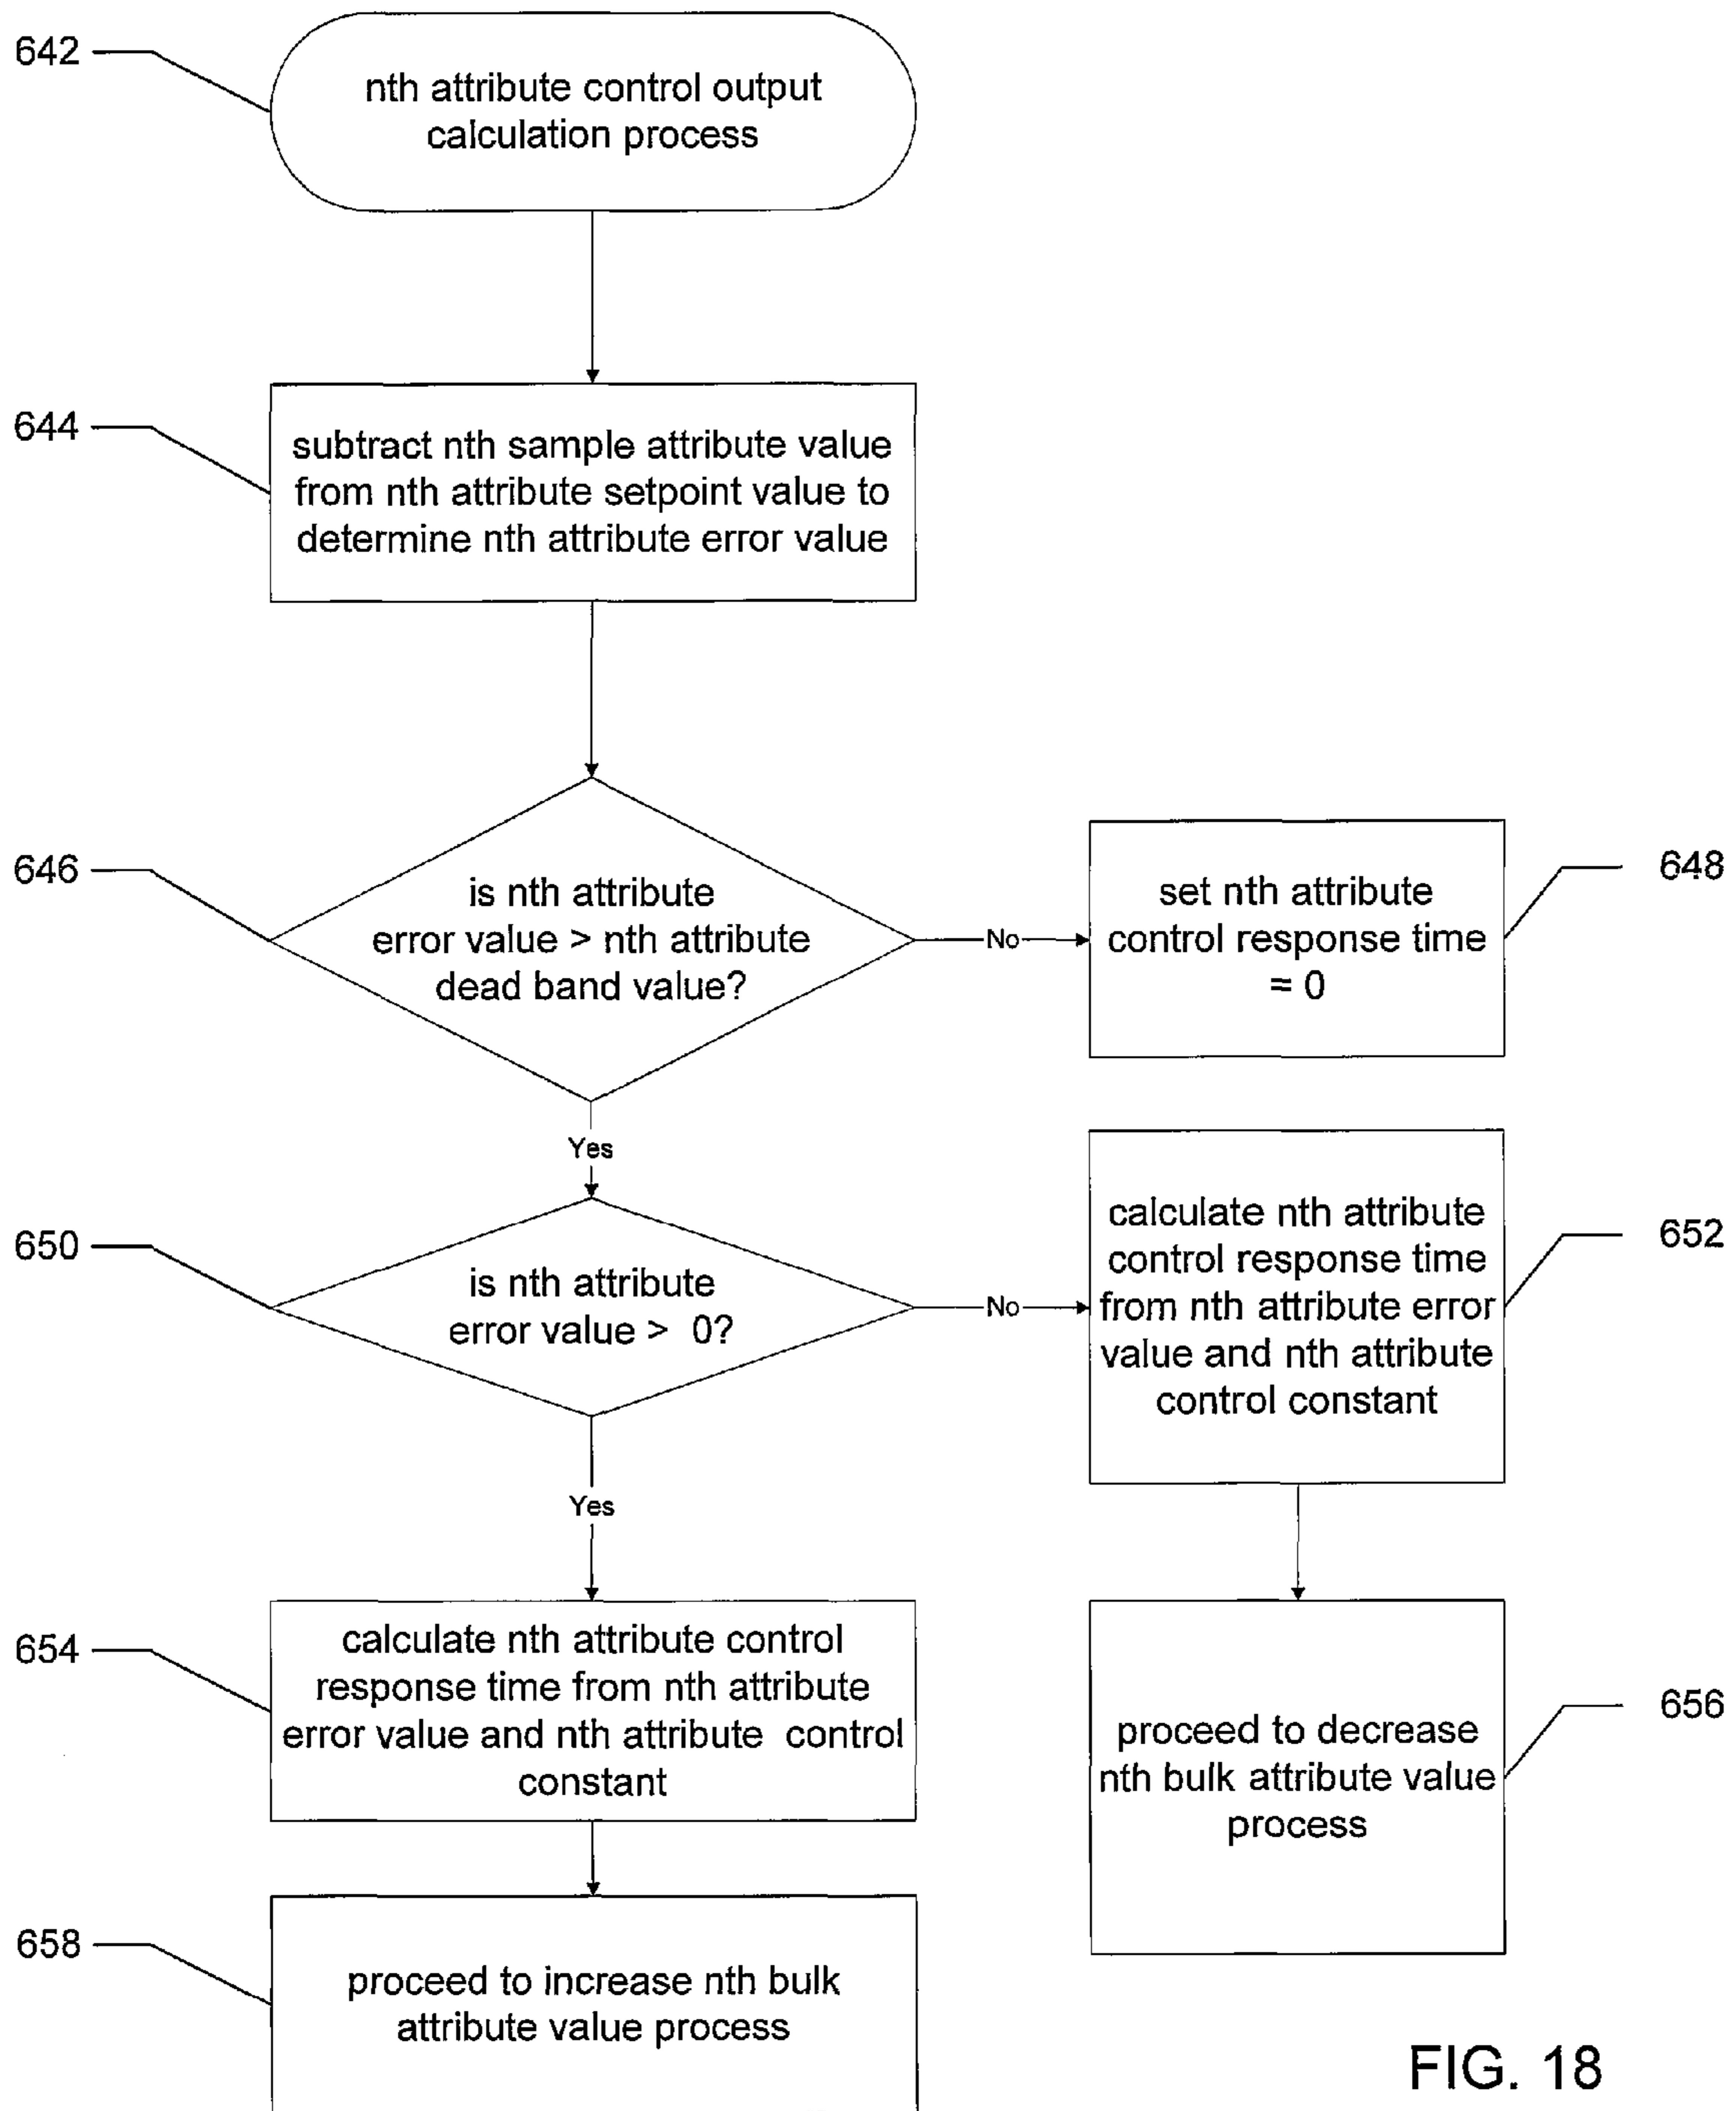 642
nth attribute control output
calculation process
644
subtract nth sample attribute value
from nth attribute setpoint value to
determine nth attribute error value
646
is nth attribute
error value > nth attribute
dead band value?
No
648
set nth attribute
control response time
= 0
Yes
650
is nth attribute
error value > 0?
No
652
calculate nth attribute
control response time
from nth attribute error
value and nth attribute
control constant
Yes
654
calculate nth attribute control
response time from nth attribute
error value and nth attribute control
constant
656
proceed to decrease
nth bulk attribute value
process
658
proceed to increase nth bulk
attribute value process
FIG. 18